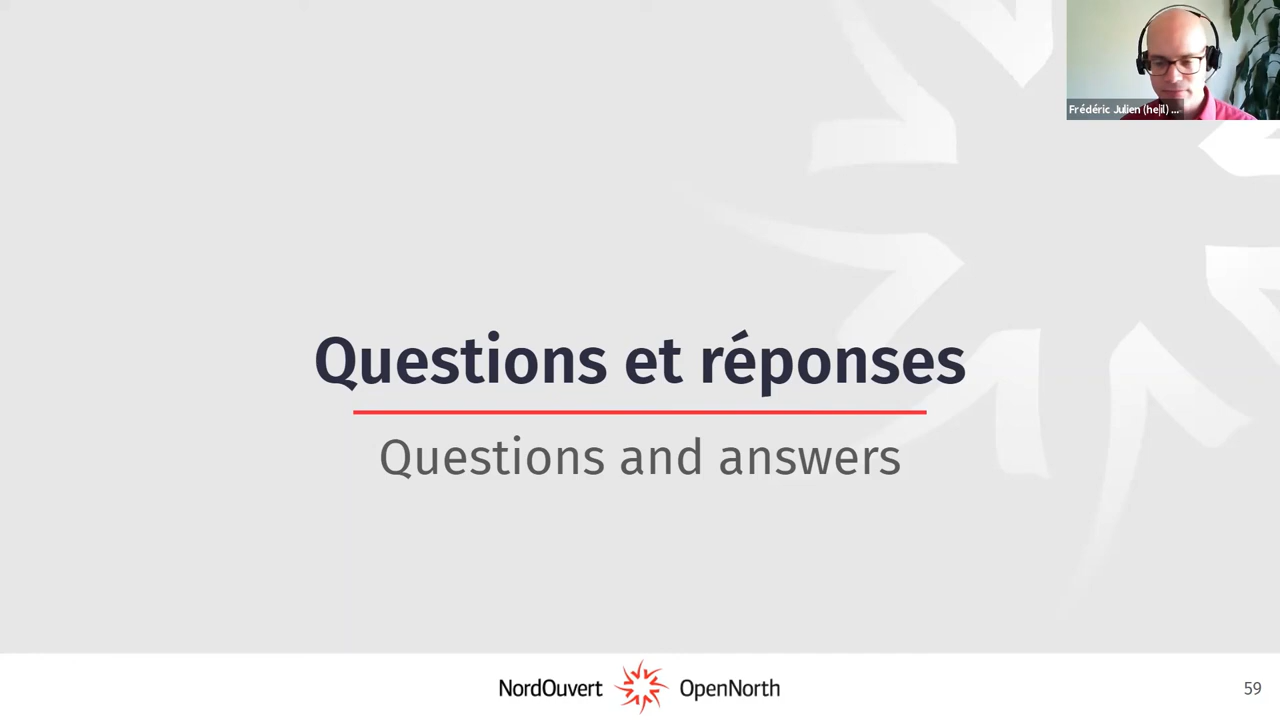 Frédéric Julien (he|il) ...
Questions et réponses
Questions and answers
NordOuvert OpenNorth
59